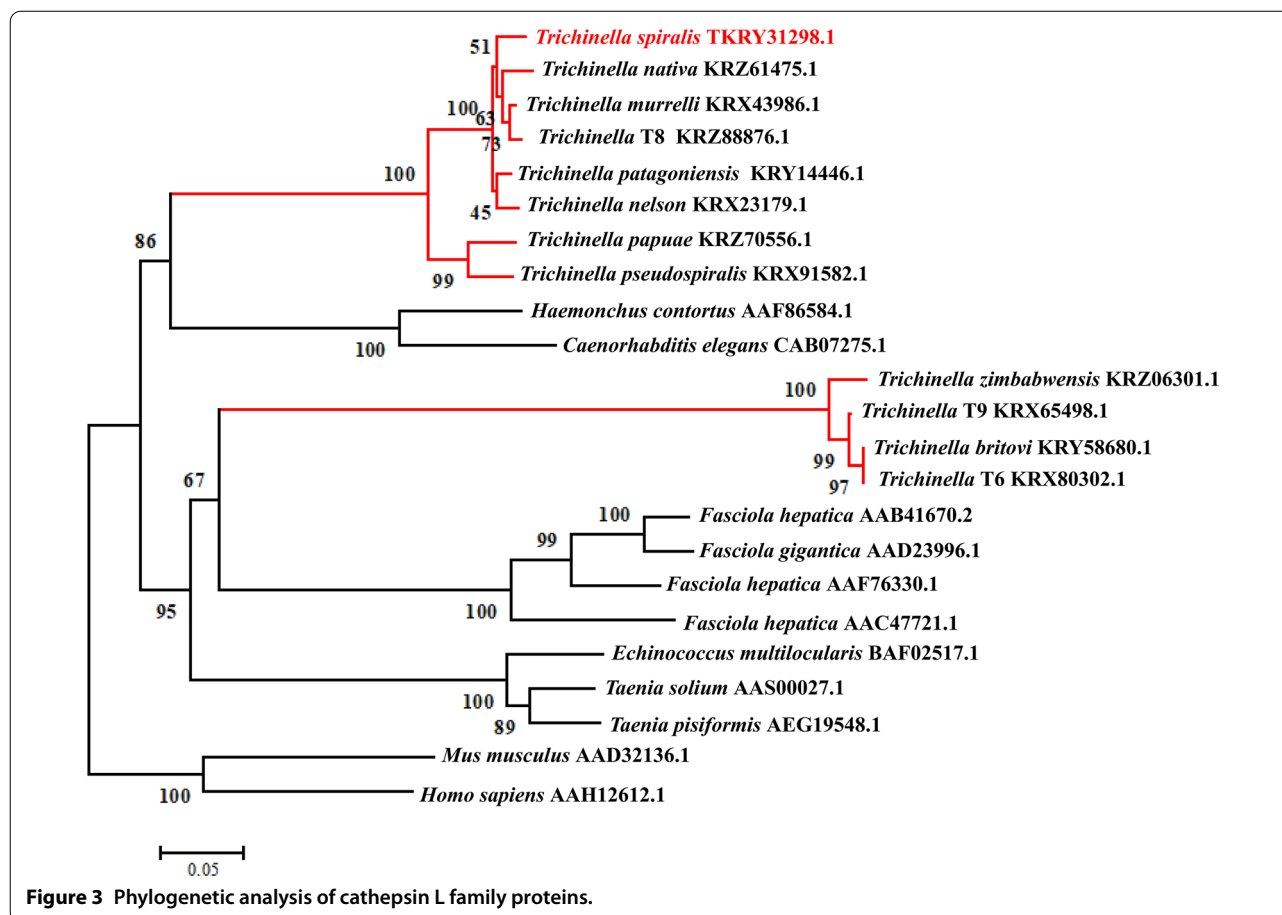 Trichinella spiralis TKRY31298.1
51
Trichinella nativa KRZ61475.1
100
Trichinella murrelli KRX43986.1
63
73
Trichinella T8 KRZ88876.1
100
Trichinella patagoniensis KRY14446.1
45
Trichinella nelson KRX23179.1
86
Trichinella papuae KRZ70556.1
99
Trichinella pseudospiralis KRX91582.1
Haemonchus contortus AAF86584.1
100
Caenorhabditis elegans CAB07275.1
100
Trichinella zimbabwensis KRZ06301.1
Trichinella T9 KRX65498.1
99
Trichinella britovi KRY58680.1
67
97
Trichinella T6 KRX80302.1
100
Fasciola hepatica AAB41670.2
99
Fasciola gigantica AAD23996.1
Fasciola hepatica AAF76330.1
95
100
Fasciola hepatica AAC47721.1
Echinococcus multilocularis BAF02517.1
100
Taenia solium AAS00027.1
89
Taenia pisiformis AEG19548.1
Mus musculus AAD32136.1
100
Homo sapiens AAH12612.1
0.05
Figure 3 Phylogenetic analysis of cathepsin L family proteins.